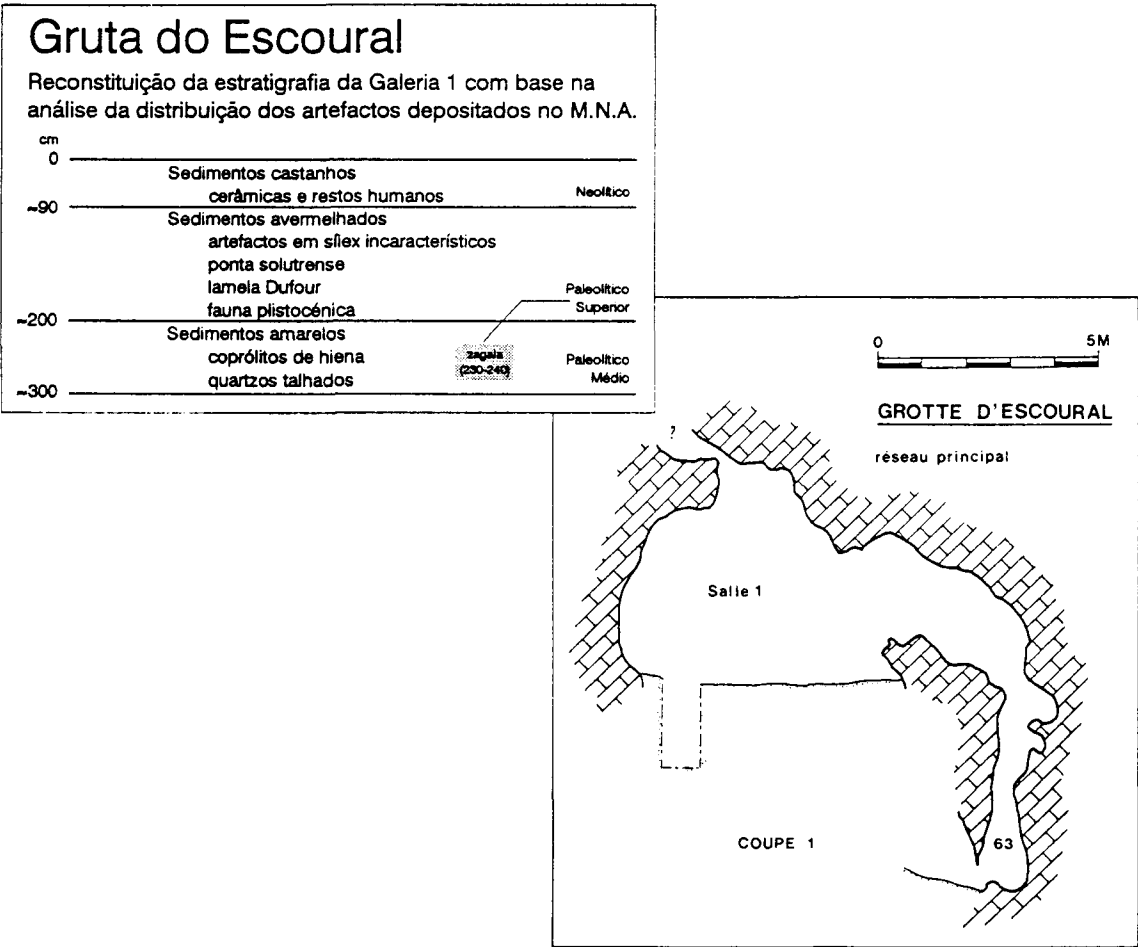 Gruta do Escoural
Reconstituição da estratigrafia da Galeria 1 com base na
análise da distribuição dos artefactos depositados no M.N.A.
cm
0
Sedimentos castanhos
cerâmicas e restos humanos
Neolítico
~90
Sedimentos avermelhados
artefactos em sílex incaracterísticos
ponta solutrense
lamela Dufour
Paleolítico
fauna plistocénica
Superior
~200
Sedimentos amarelos
coprólitos de hiena
zagaia
Paleolítico
(230-240)
quartzos talhados
Médio
~300
0 5M
GROTTE D'ESCOURAL
réseau principal
?
Salle 1
COUPE 1
63